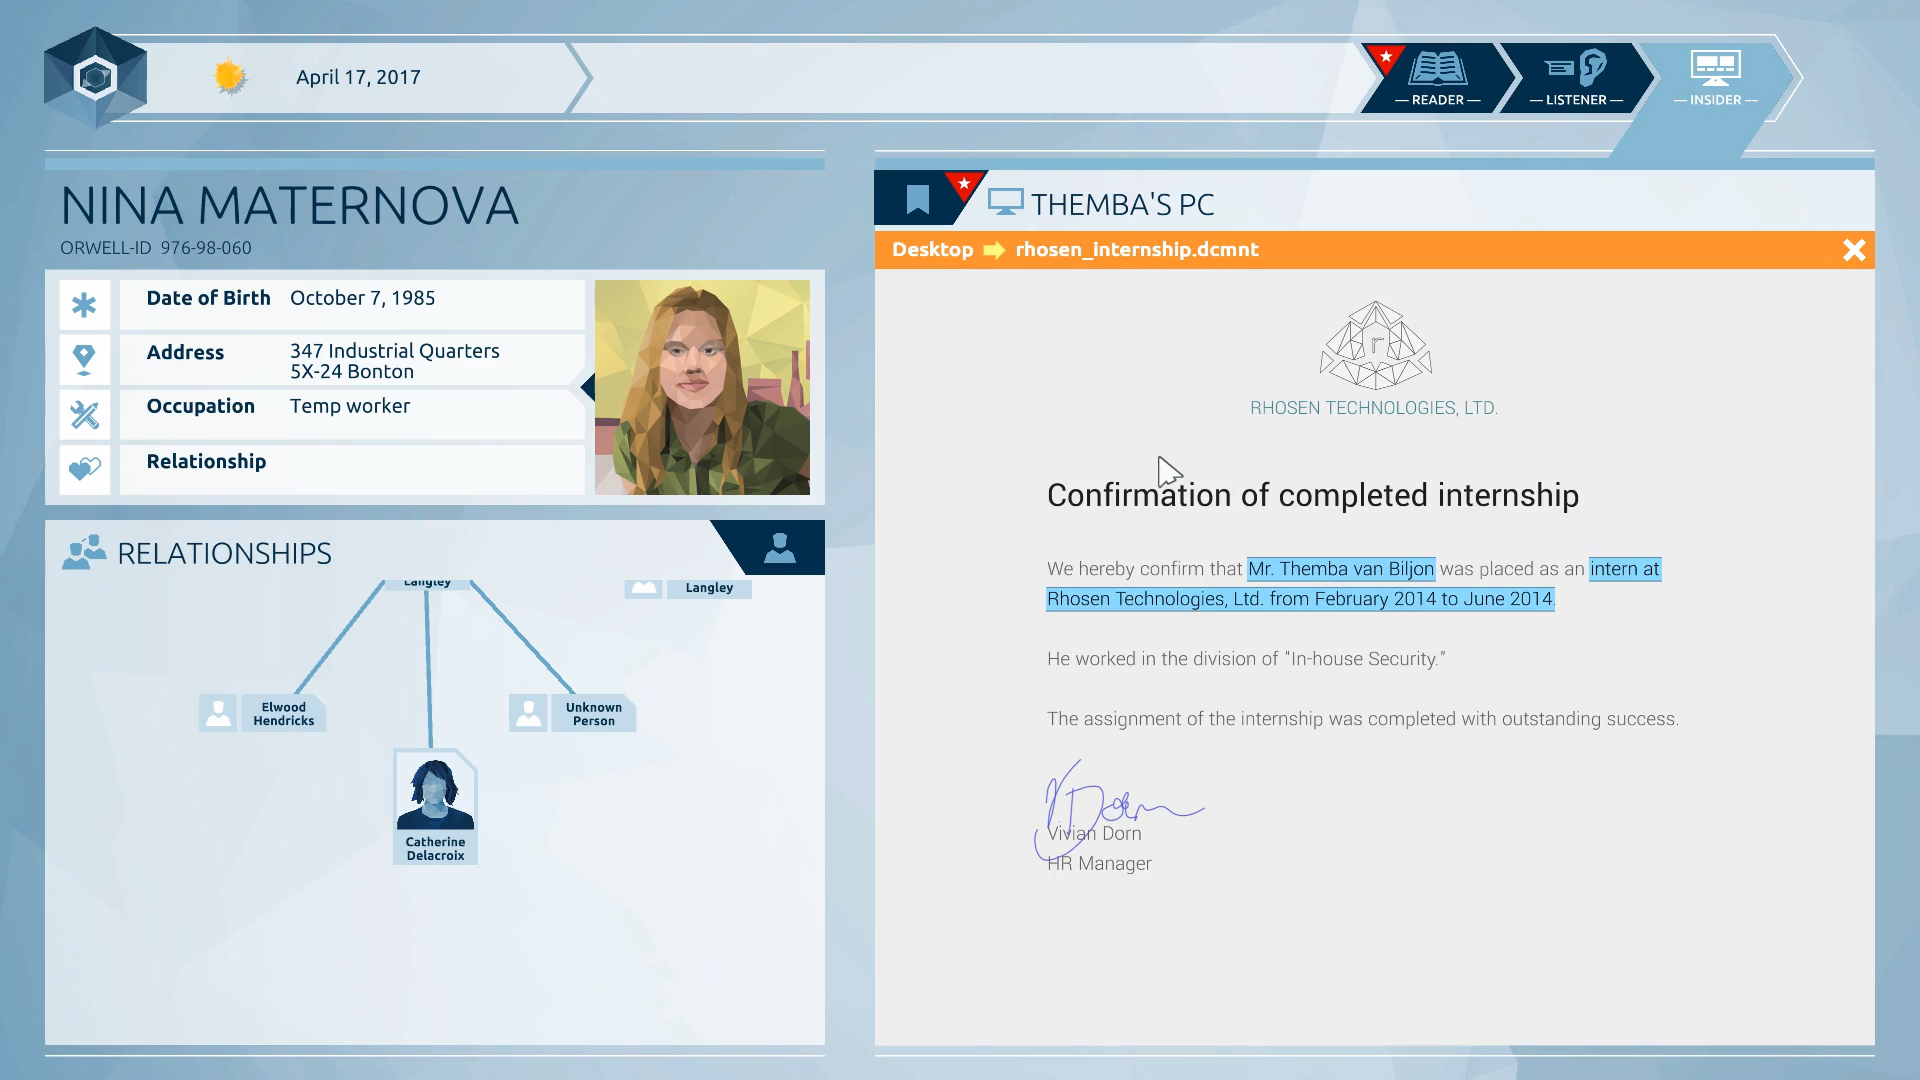 April 17, 2017
— READER —
— LISTENER —
— INSIDER —
NINA MATERNOVA
ORWELL-ID 976-98-060
Date of Birth October 7, 1985
Address 347 Industrial Quarters
5X-24 Bonton
Occupation Temp worker
Relationship
RELATIONSHIPS
Langley
Langley
Elwood
Hendricks
Unknown
Person
Catherine
Delacroix
THEMBA'S PC
Desktop rhosen_internship.dcmnt
r
RHOSEN TECHNOLOGIES, LTD.
Confirmation of completed internship
We hereby confirm that Mr. Themba van Biljon was placed as an intern at
Rhosen Technologies, Ltd. from February 2014 to June 2014.
He worked in the division of "In-house Security."
The assignment of the internship was completed with outstanding success.
VDorn
Vivian Dorn
HR Manager